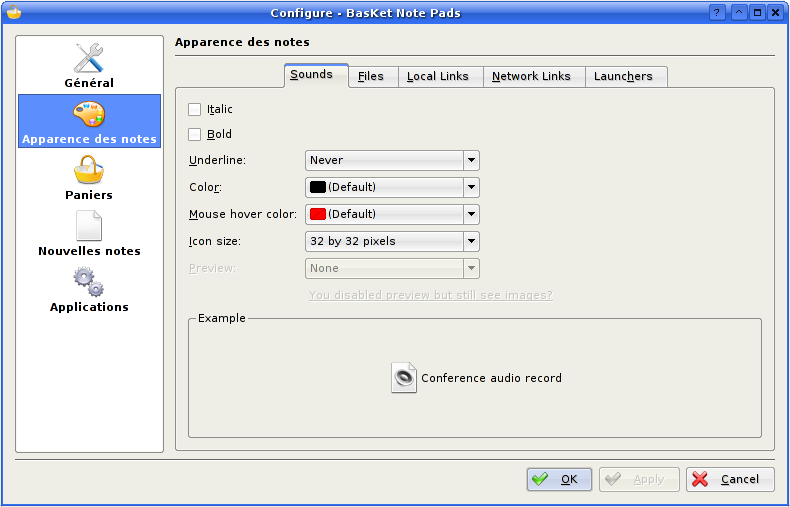 Configure - BasKet Note Pads
Général
Apparence des notes
Paniers
Nouvelles notes
Applications
Apparence des notes
Sounds Files Local Links Network Links Launchers
Italic
Bold
Underline: Never
Color: (Default)
Mouse hover color: (Default)
Icon size: 32 by 32 pixels
Preview: None
You disabled preview but still see images?
Example
Conference audio record
OK Apply Cancel